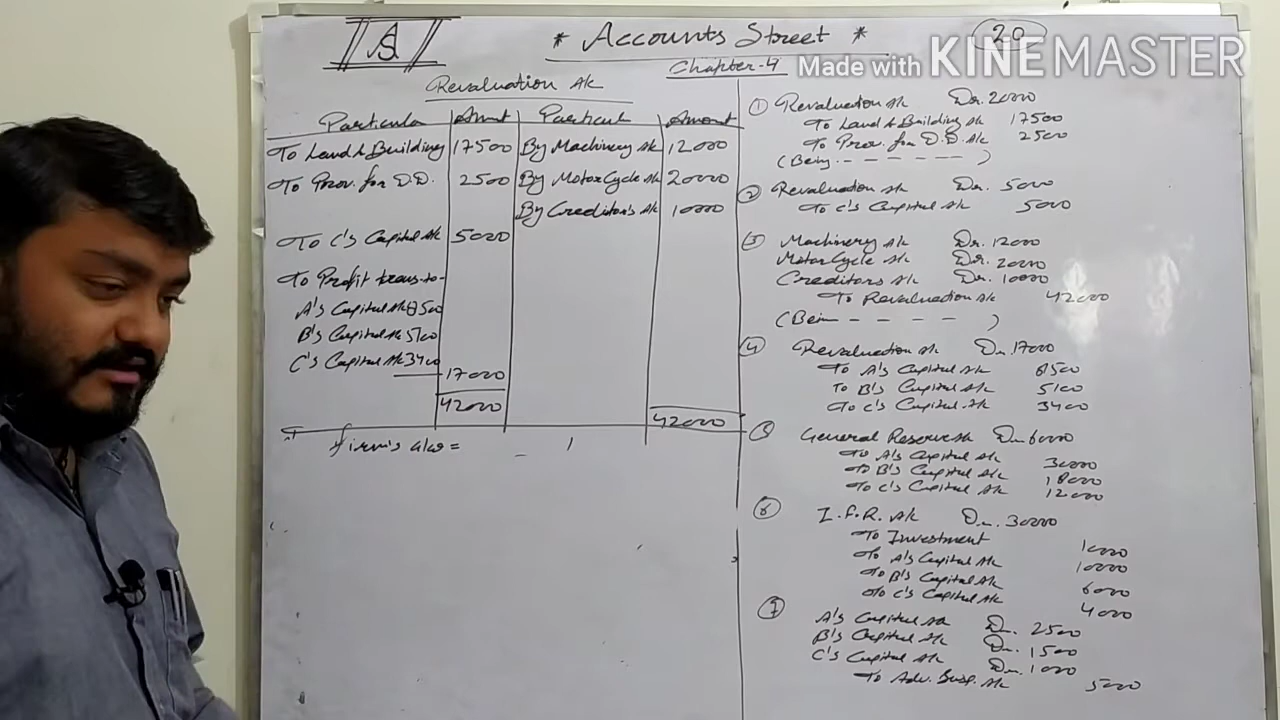 AS
* Accounts Street *
20
Made with KINEMASTER
Chapter-4
Revaluation A/c
Particular Amount Particul Amount
To Land & Building 17500 By Machinery A/c 12000
To Prov. for D.D. 2500 By Motor Cycle A/c 20000
By Creditors A/c 10000
To C's Capital A/c 5000
To Profit trans. to-
A's Capital A/c 8500
B's Capital A/c 5100
C's Capital A/c 3400
17000
42000 42000
firm's
① Revaluation A/c Dr. 20000
To Land & Building A/c 17500
To Prov. for D.D. A/c 2500
(Being - - - - - - )
② Revaluation A/c Dr. 5000
To C's Capital A/c 5000
③ Machinery A/c Dr. 12000
Motor Cycle A/c Dr. 20000
Creditors A/c Dr. 10000
To Revaluation A/c 42000
(Bein - - - - )
④ Revaluation A/c Dr. 17000
To A's Capital A/c 8500
To B's Capital A/c 5100
To C's Capital A/c 3400
General Reserve A/c Dr. 60000
To A's Capital A/c 30000
To B's Capital A/c 18000
To C's Capital A/c 12000
⑥ I.F.R. A/c Dr. 30000
To Investment 10000
To A's Capital A/c 10000
To B's Capital A/c 6000
To C's Capital A/c 4000
⑦ A's Capital A/c Dr. 2500
B's Capital A/c Dr. 1500
C's Capital A/c Dr. 1000
To Adv. Susp. A/c 5000